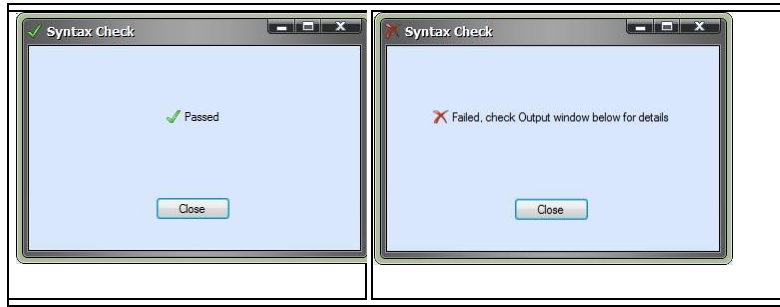 Syntax Check
Passed
Close
Syntax Check
Failed, check Output window below for details
Close